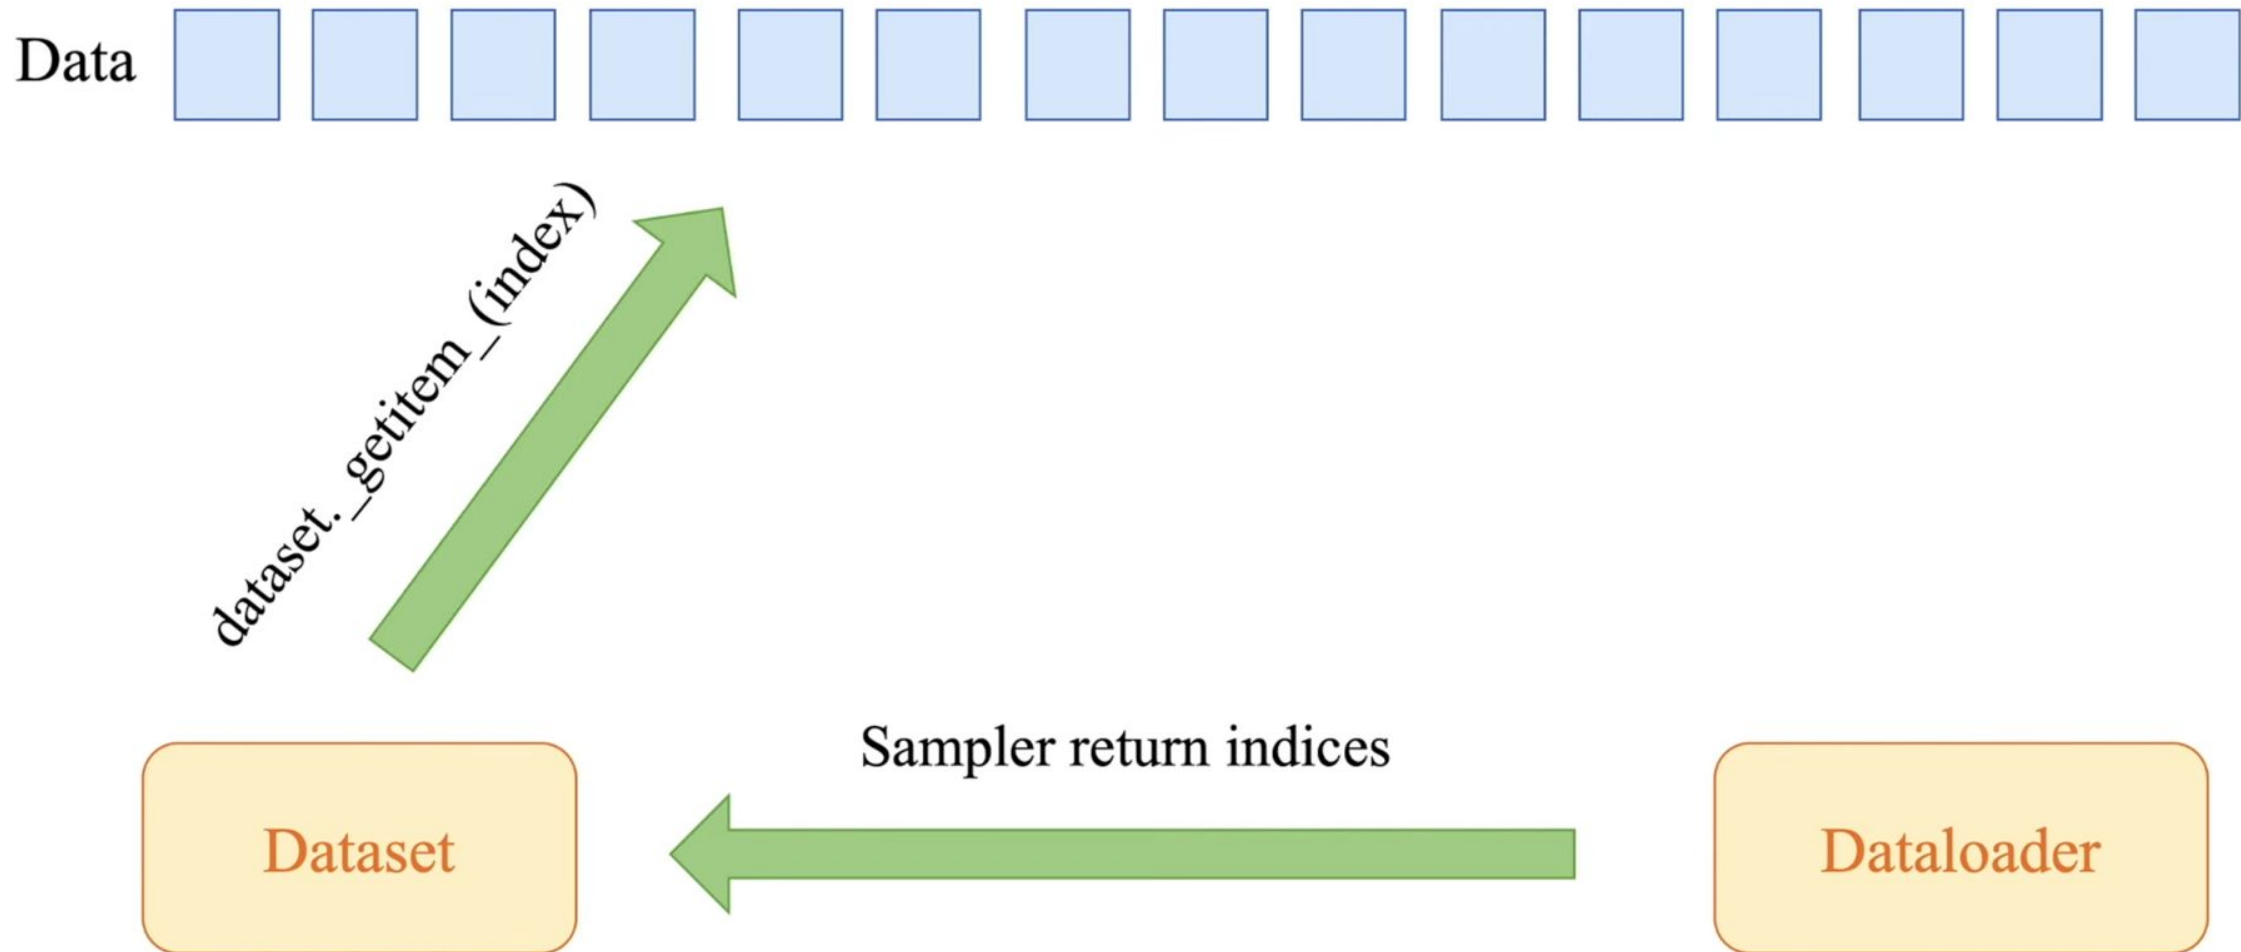 Data
dataset._getitem_(index)
Sampler return indices
Dataset
Dataloader